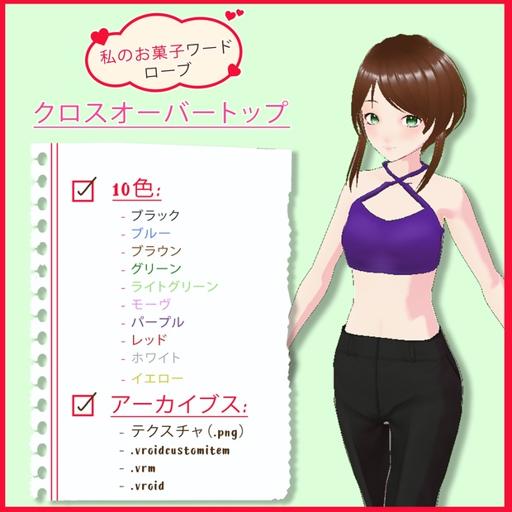 私のお菓子ワード
ローブ
クロスオーバートップ
10色:
- ブラック
- ブルー
- ブラウン
- グリーン
- ライトグリーン
- モーヴ
- パープル
- レッド
- ホワイト
- イエロー
アーカイブス:
- テクスチャ(.png)
- .vroidcustomitem
- .vrm
- .vroid